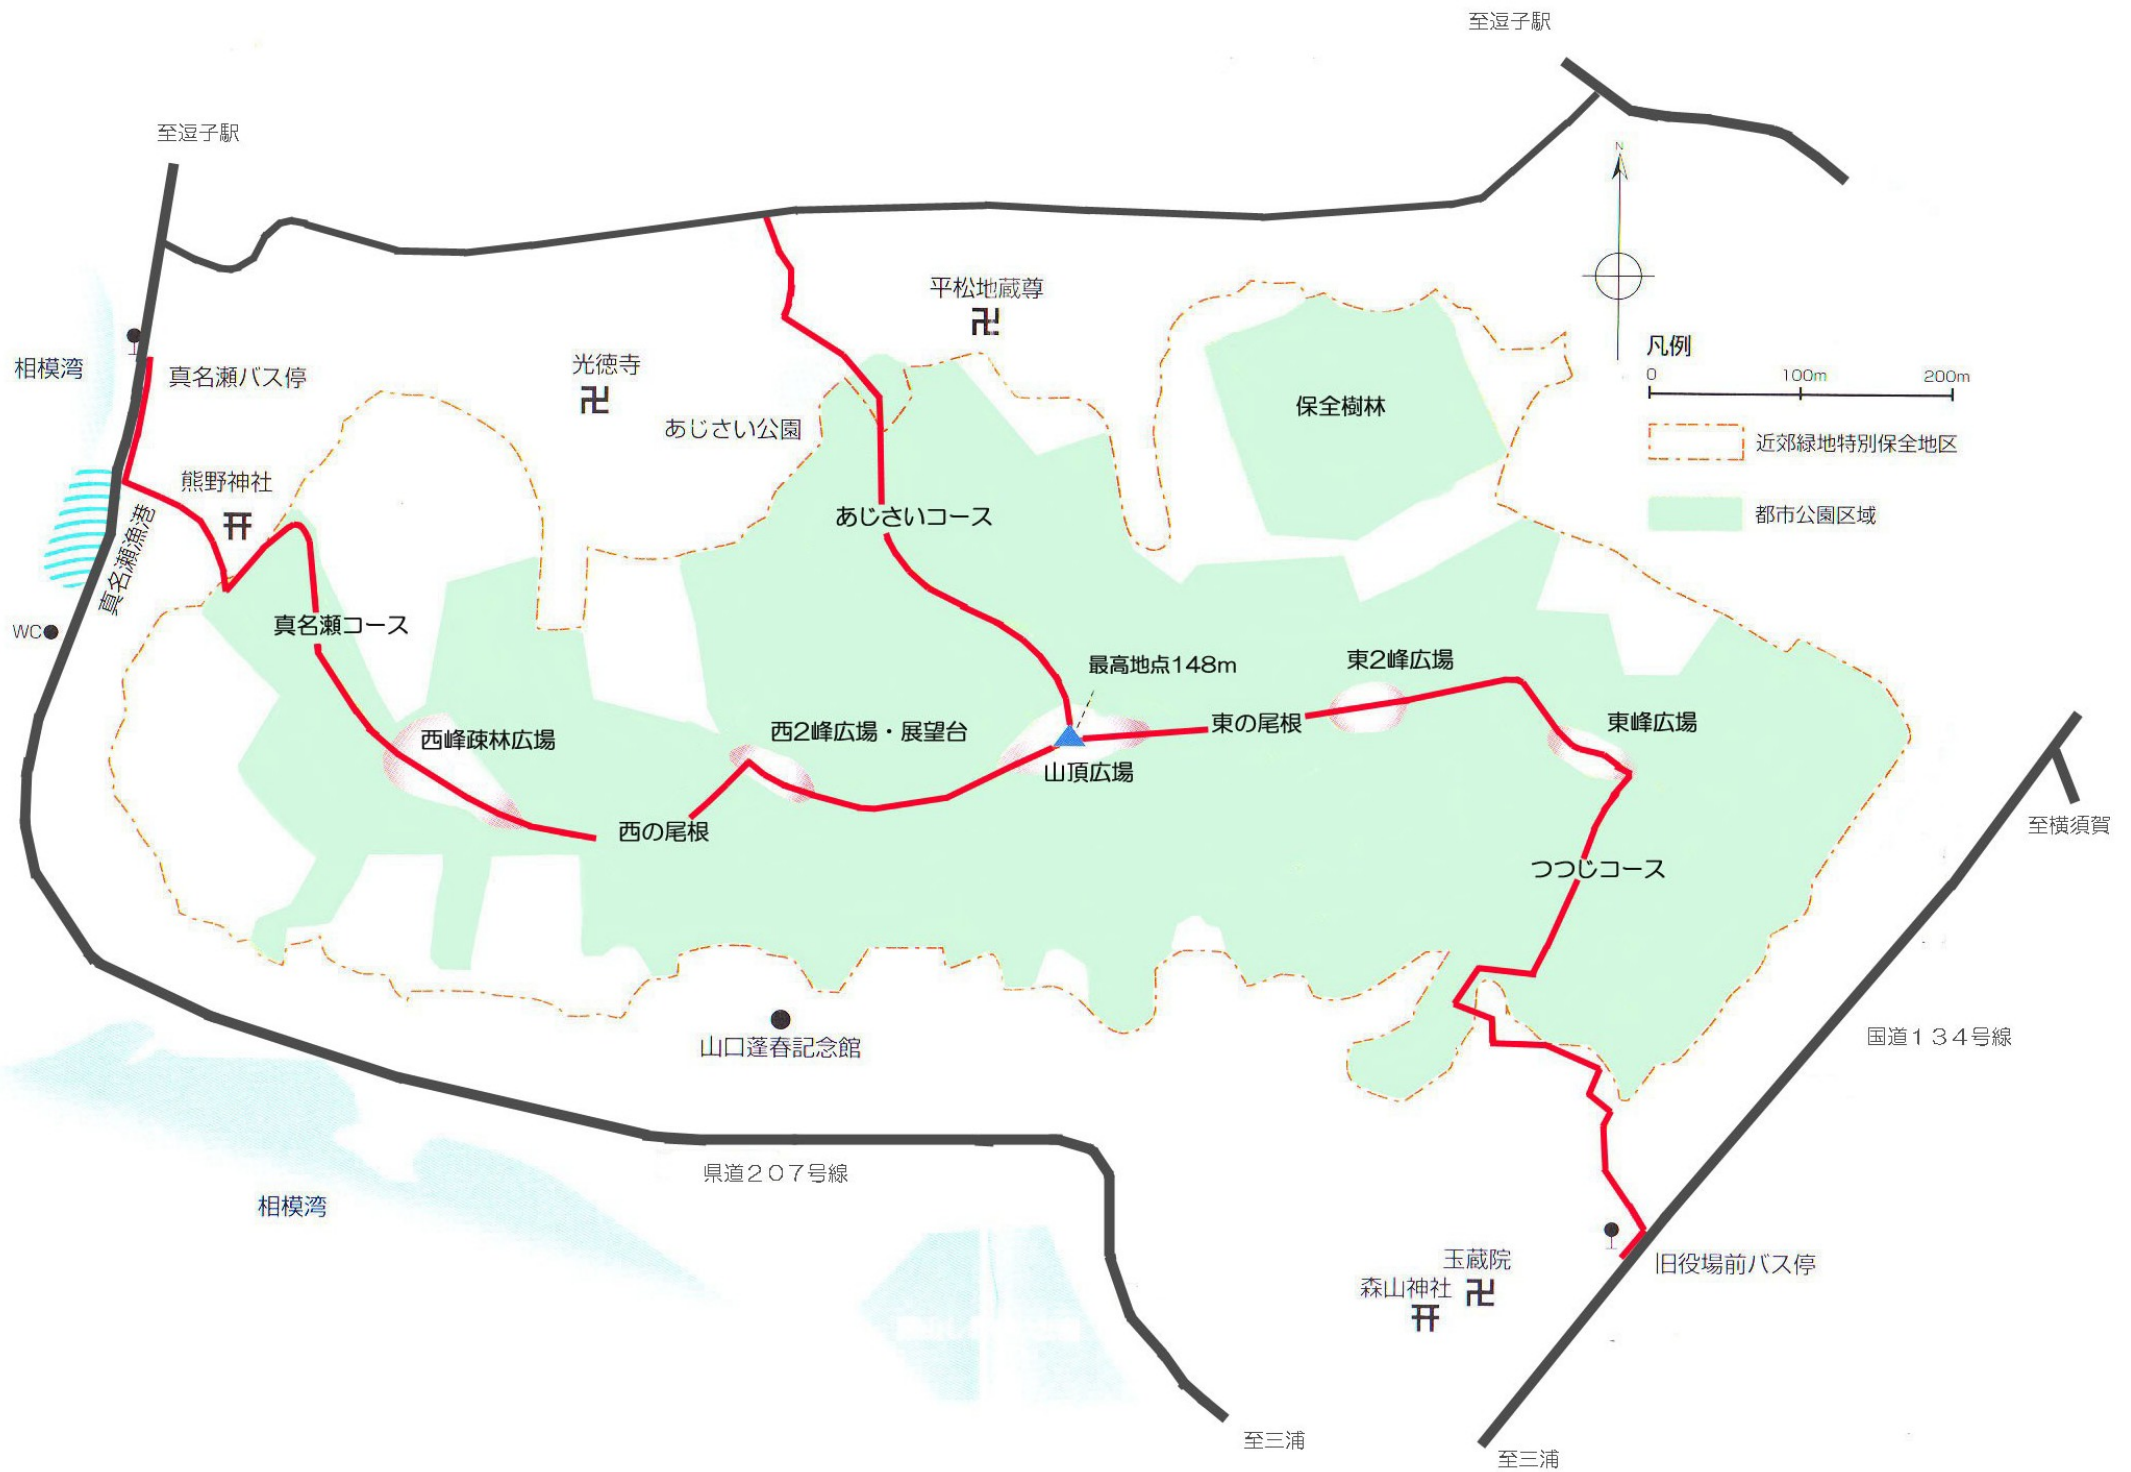 至逗子駅
至逗子駅
N
平松地蔵尊
凡例
0 100m 200m
相模湾
真名瀬バス停
光徳寺
保全樹林
あじさい公園
近郊緑地特別保全地区
熊野神社
あじさいコース
都市公園区域
真名瀬漁港
真名瀬コース
WC
最高地点148m
東2峰広場
東の尾根
東峰広場
西2峰広場・展望台
西峰疎林広場
山頂広場
西の尾根
至横須賀
つつじコース
国道134号線
山口蓬春記念館
県道207号線
相模湾
玉蔵院
旧役場前バス停
森山神社
至三浦
至三浦